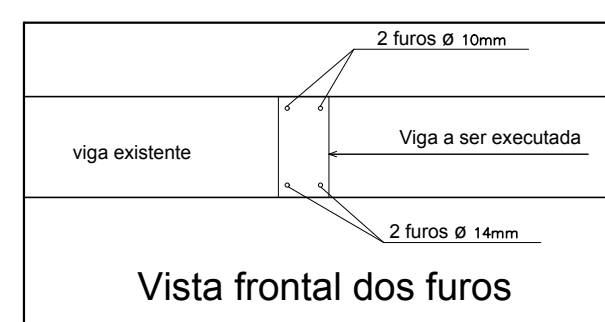 2 furos Ø 10mm
viga existente
Viga a ser executada
2 furos Ø 14mm
Vista frontal dos furos